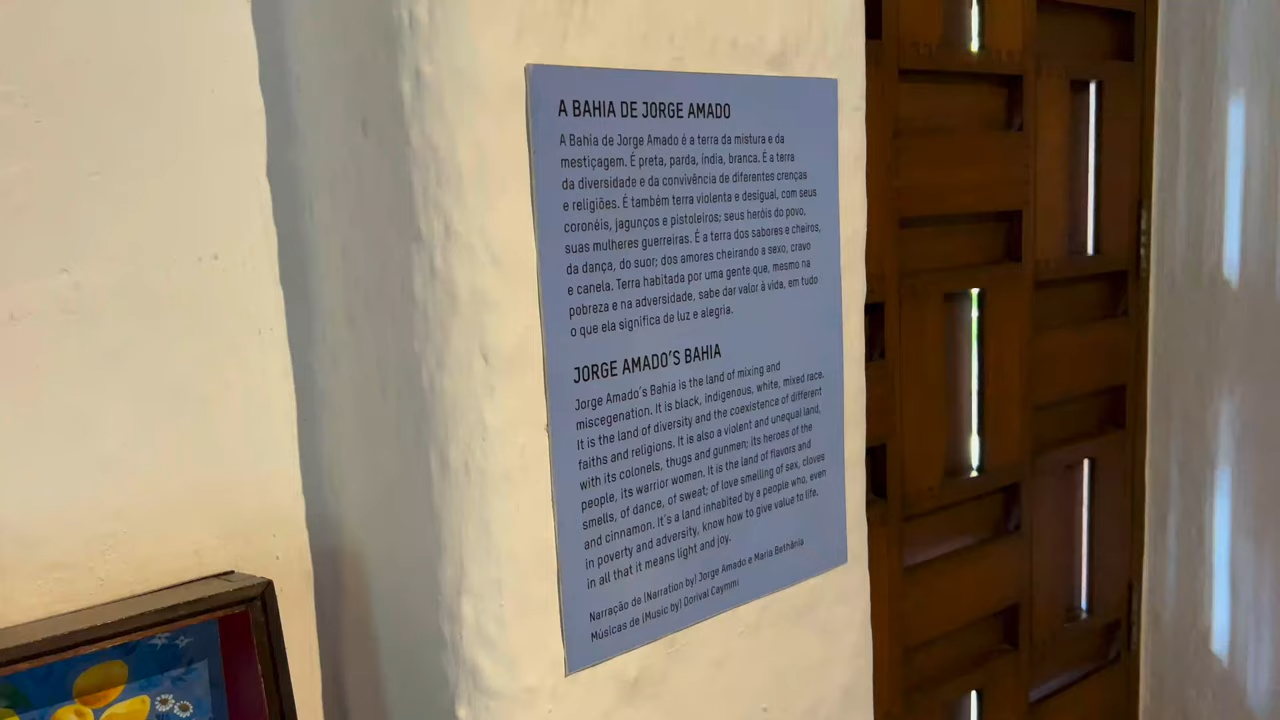 A BAHIA DE JORGE AMADO
A Bahia de Jorge Amado é a terra da mistura e da
mestiçagem. É preta, parda, índia, branca. É a terra
da diversidade e da convivência de diferentes crenças
e religiões. É também terra violenta e desigual, com seus
coronéis, jagunços e pistoleiros; seus heróis do povo,
suas mulheres guerreiras. É a terra dos sabores e cheiros,
da dança, do suor; dos amores cheirando a sexo, cravo
e canela. Terra habitada por uma gente que, mesmo na
pobreza e na adversidade, sabe dar valor à vida, em tudo
o que ela significa de luz e alegria.
JORGE AMADO'S BAHIA
Jorge Amado's Bahia is the land of mixing and
miscegenation. It is black, indigenous, white, mixed race.
It is the land of diversity and the coexistence of different
faiths and religions. It is also a violent and unequal land,
with its colonels, thugs and gunmen; its heroes of the
people, its warrior women. It is the land of flavors and
smells, of dance, of sweat; of love smelling of sex, cloves
and cinnamon. It's a land inhabited by a people who, even
in poverty and adversity, know how to give value to life,
in all that it means light and joy.
Narração de |Narration by| Jorge Amado e Maria Bethânia
Músicas de |Music by| Dorival Caymmi